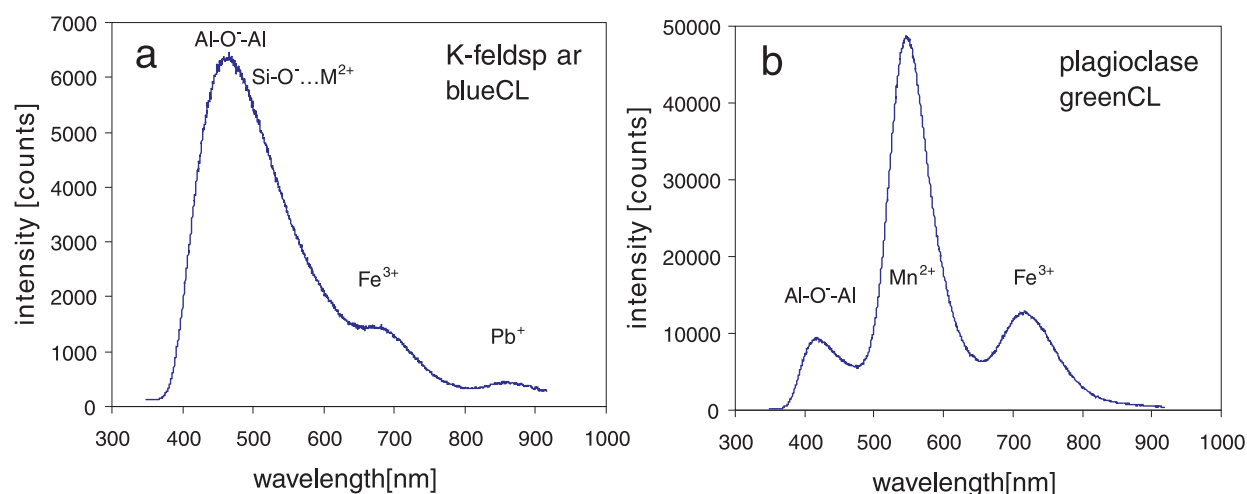 a
Al-O⁻-Al
Si-O⁻…M²⁺
K-feldsp ar
blueCL
Fe³⁺
Pb⁺
7000
6000
5000
4000
3000
2000
1000
0
300 400 500 600 700 800 900 1000
intensity [counts]
wavelength[nm]
b
plagioclase
greenCL
Al-O⁻-Al
Mn²⁺
Fe³⁺
50000
40000
30000
20000
10000
0
300 400 500 600 700 800 900 1000
intensity [counts]
wavelength[nm]